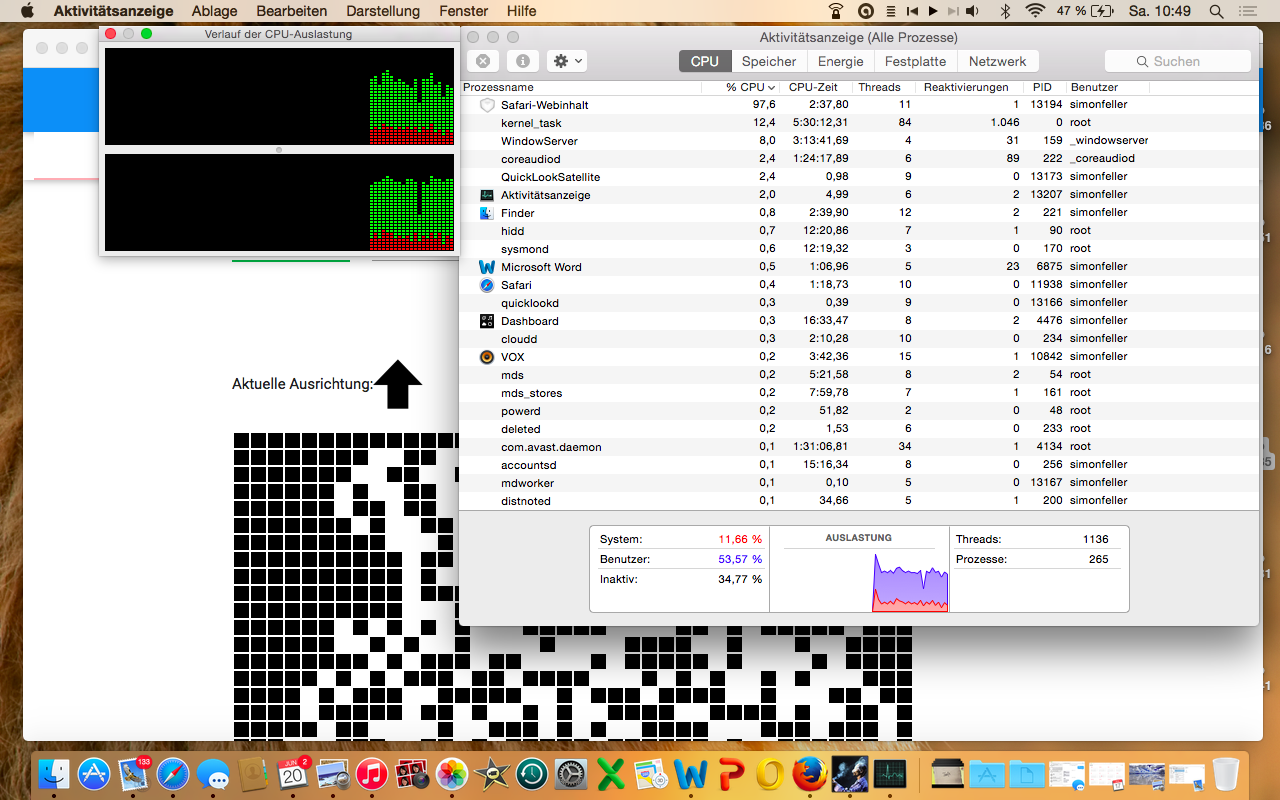 Aktivitätsanzeige Ablage Bearbeiten Darstellung Fenster Hilfe 47 % Sa. 10:49
Verlauf der CPU-Auslastung
Aktivitätsanzeige (Alle Prozesse)
CPU Speicher Energie Festplatte Netzwerk Suchen
Prozessname % CPU CPU-Zeit Threads Reaktivierungen PID Benutzer
Safari-Webinhalt 97,6 2:37,80 11 1 13194 simonfeller
kernel_task 12,4 5:30:12,31 84 1.046 0 root
WindowServer 8,0 3:13:41,69 4 31 159 _windowserver
coreaudiod 2,4 1:24:17,89 6 89 222 _coreaudiod
QuickLookSatellite 2,4 0,98 9 0 13173 simonfeller
Aktivitätsanzeige 2,0 4,99 6 2 13207 simonfeller
Finder 0,8 2:39,90 12 2 221 simonfeller
hidd 0,7 12:20,86 7 1 90 root
sysmond 0,6 12:19,32 3 0 170 root
Microsoft Word 0,5 1:06,96 5 23 6875 simonfeller
Safari 0,4 1:18,73 10 0 11938 simonfeller
quicklookd 0,3 0,39 9 0 13166 simonfeller
Dashboard 0,3 16:33,47 8 2 4476 simonfeller
cloudd 0,3 2:10,28 10 0 234 simonfeller
VOX 0,2 3:42,36 15 1 10842 simonfeller
mds 0,2 5:21,58 8 2 54 root
mds_stores 0,2 7:59,78 7 1 161 root
powerd 0,2 51,82 2 0 48 root
deleted 0,2 1,53 6 0 233 root
com.avast.daemon 0,1 1:31:06,81 34 1 4134 root
accountsd 0,1 15:16,34 8 0 256 simonfeller
mdworker 0,1 0,10 5 0 13167 simonfeller
distnoted 0,1 34,66 5 1 200 simonfeller
System: 11,66 %
Benutzer: 53,57 %
Inaktiv: 34,77 %
AUSLASTUNG
Threads: 1136
Prozesse: 265
Aktuelle Ausrichtung:
133
JUN 2
20